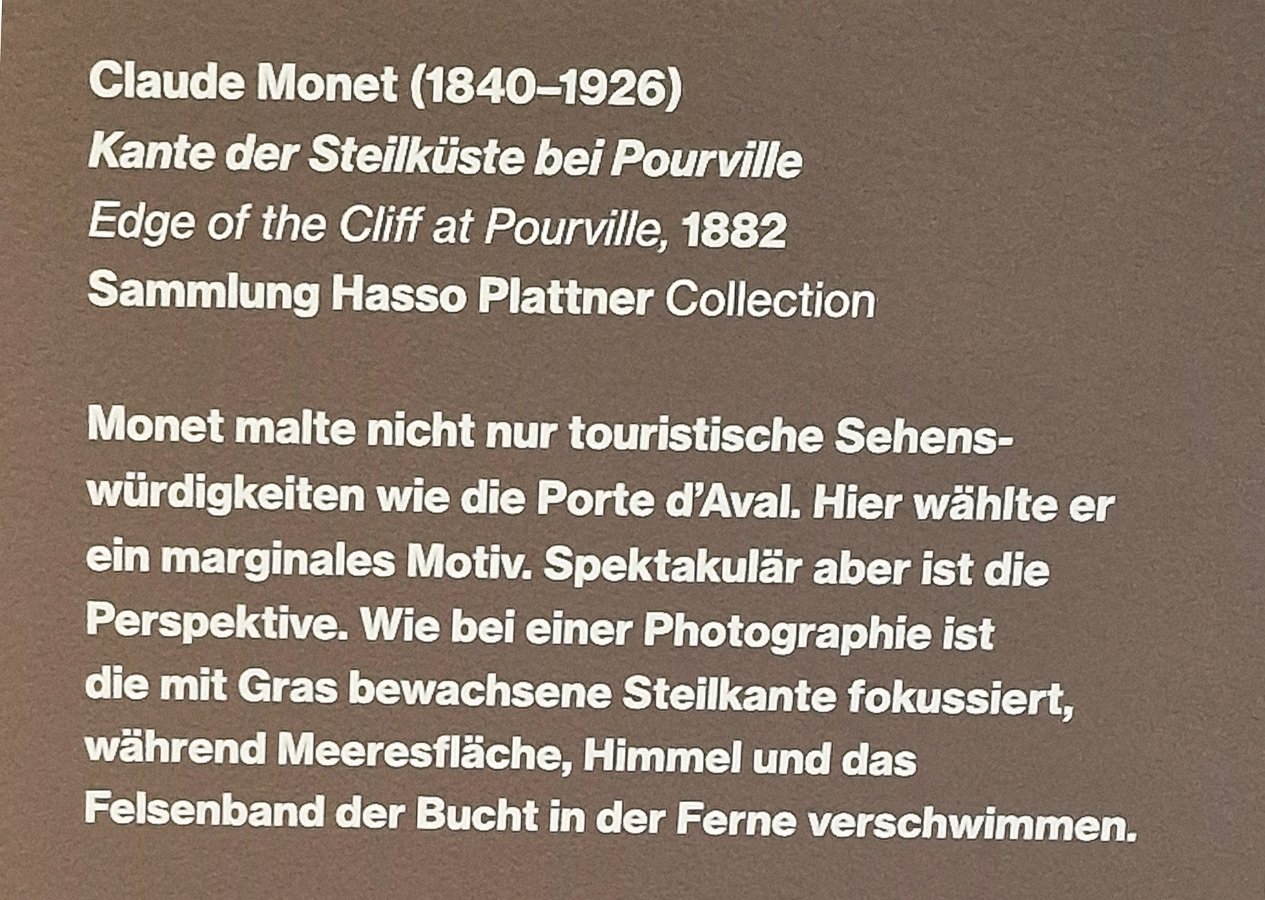 Claude Monet (1840–1926)
Kante der Steilküste bei Pourville
Edge of the Cliff at Pourville, 1882
Sammlung Hasso Plattner Collection
Monet malte nicht nur touristische Sehens-
würdigkeiten wie die Porte d’Aval. Hier wählte er
ein marginales Motiv. Spektakulär aber ist die
Perspektive. Wie bei einer Photographie ist
die mit Gras bewachsene Steilkante fokussiert,
während Meeresfläche, Himmel und das
Felsenband der Bucht in der Ferne verschwimmen.